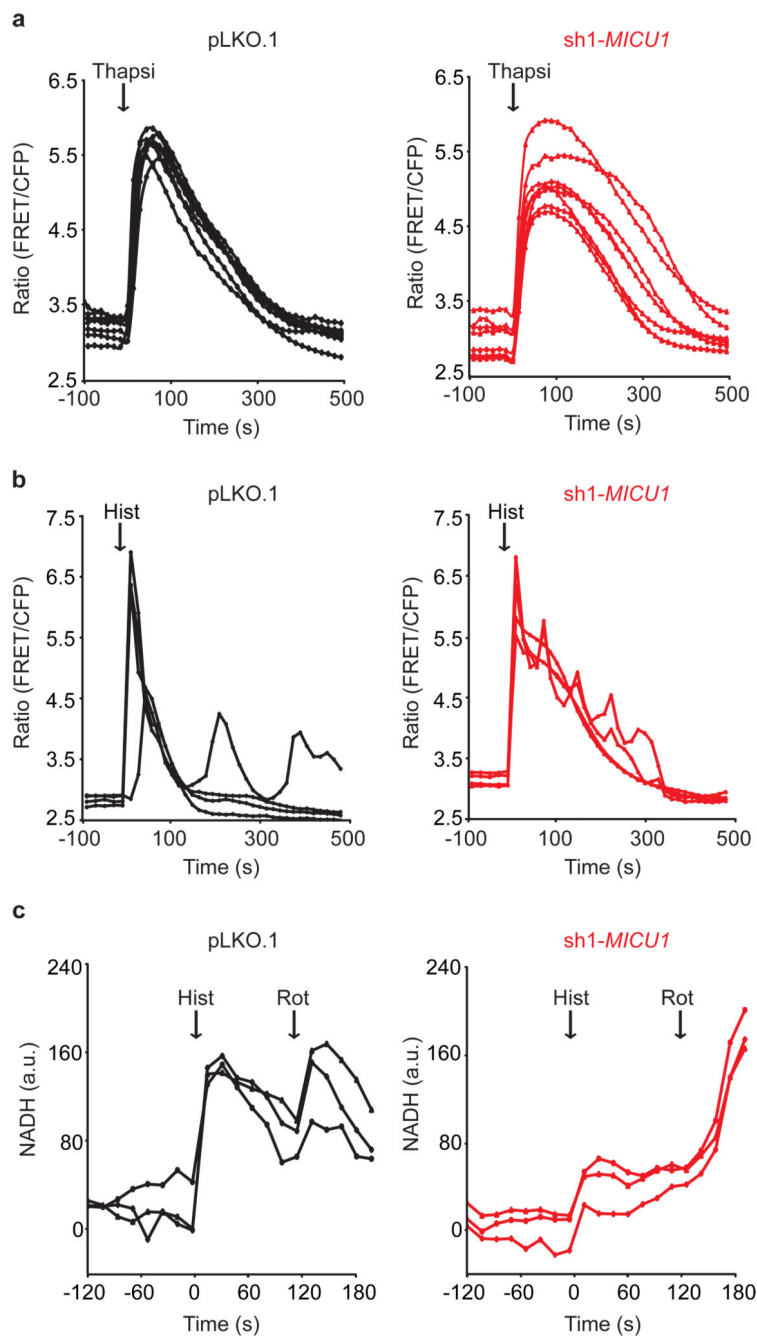 a
pLKO.1
sh1-MICU1
Thapsi
Thapsi
Ratio (FRET/CFP)
6.5
5.5
4.5
3.5
2.5
-100
100
300
500
Time (s)
Ratio (FRET/CFP)
6.5
5.5
4.5
3.5
2.5
-100
100
300
500
Time (s)
b
pLKO.1
sh1-MICU1
Hist
Hist
Ratio (FRET/CFP)
7.5
6.5
5.5
4.5
3.5
2.5
-100
100
300
500
Time (s)
Ratio (FRET/CFP)
7.5
6.5
5.5
4.5
3.5
2.5
-100
100
300
500
Time (s)
c
pLKO.1
sh1-MICU1
Hist
Rot
Hist
Rot
NADH (a.u.)
240
160
80
0
-120
-60
0
60
120
180
Time (s)
NADH (a.u.)
240
160
80
0
-120
-60
0
60
120
180
Time (s)